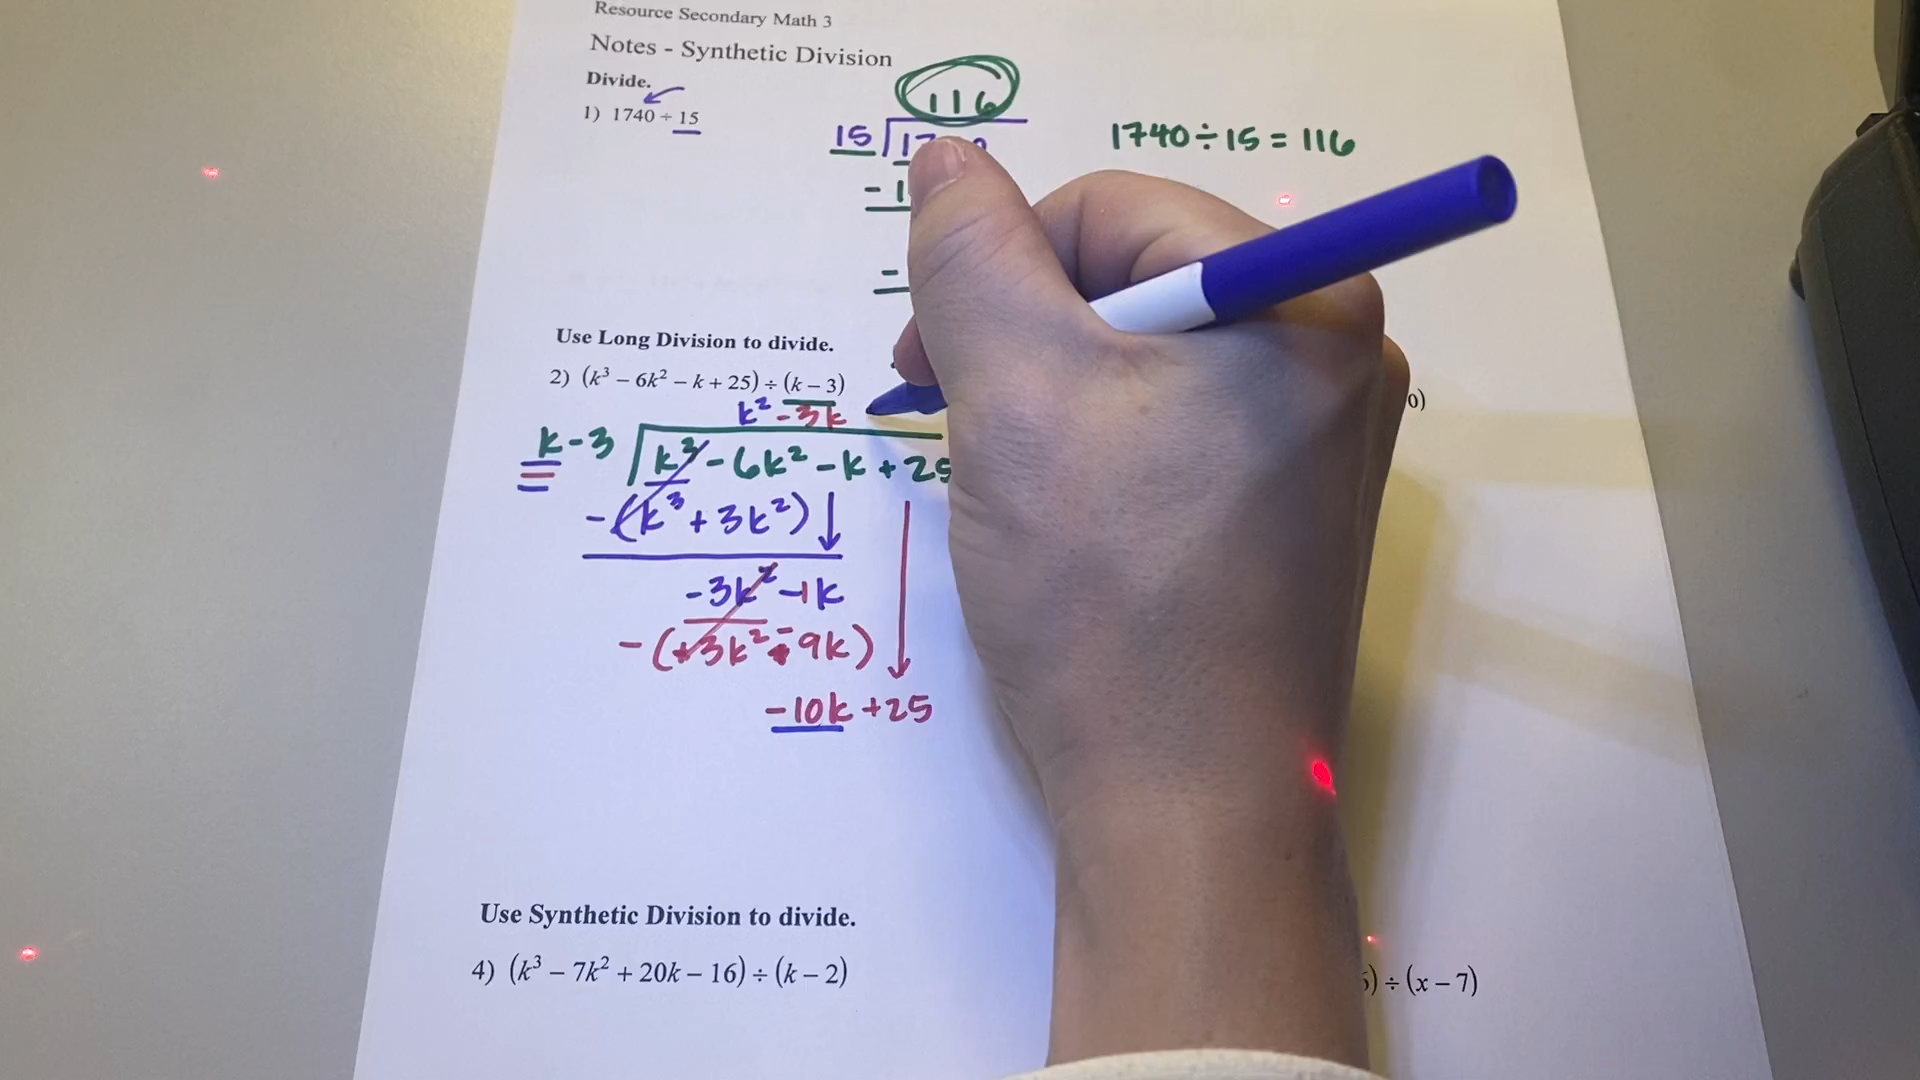 Resource Secondary Math 3
Notes - Synthetic Division
Divide.
1) 1740 ÷ 15
116
15
1740 ÷ 15 = 116
Use Long Division to divide.
2) (k³ – 6k² – k + 25) ÷ (k – 3)
0)
k² - 3k
k - 3 k³ - 6k² - k + 25
-(k³ + 3k²)
-3k² - 1k
-(+3k² - 9k)
-10k + 25
Use Synthetic Division to divide.
4) (k³ – 7k² + 20k – 16) ÷ (k – 2)
) ÷ (x – 7)